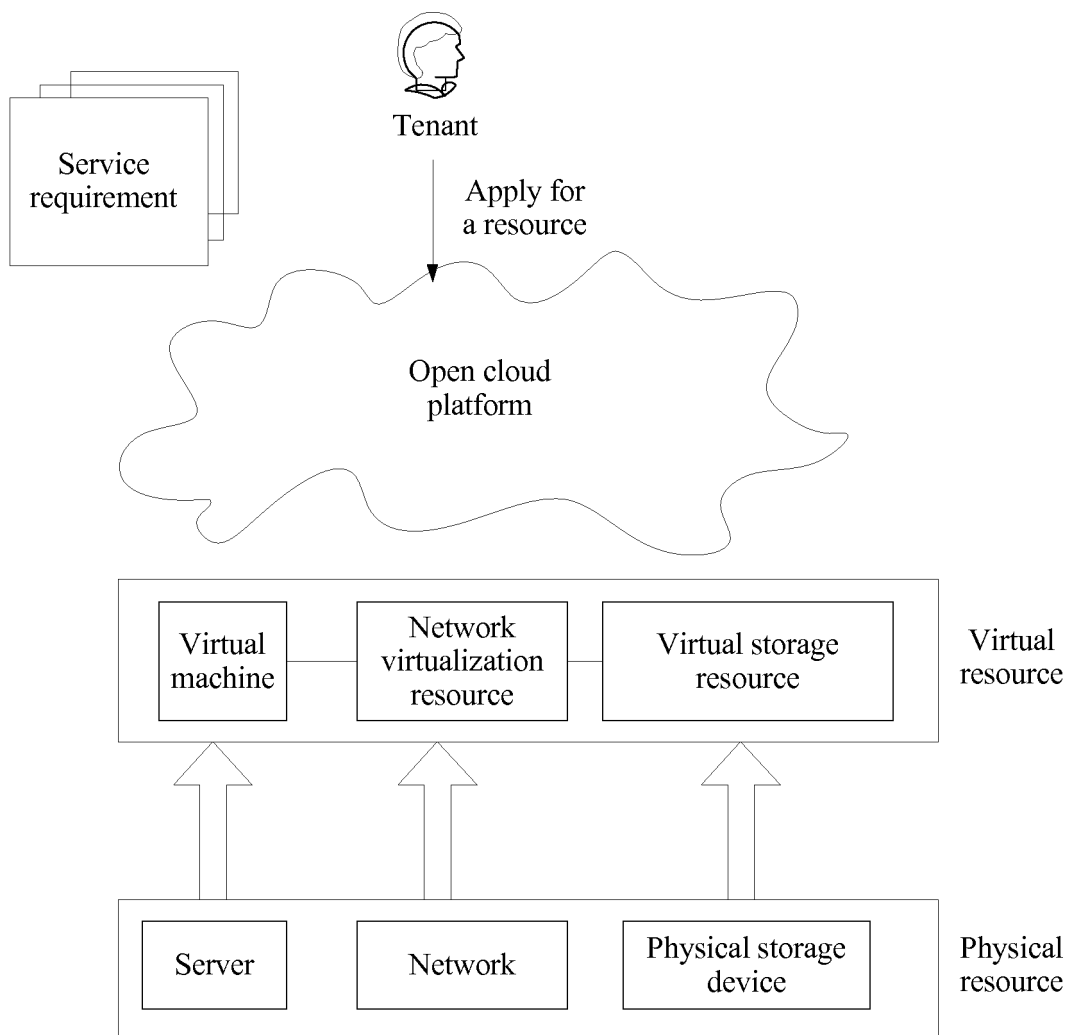 Tenant
Service
requirement
Apply for
a resource
Open cloud
platform
Virtual
machine
Network
virtualization
resource
Virtual storage
resource
Virtual
resource
Server
Network
Physical storage
device
Physical
resource